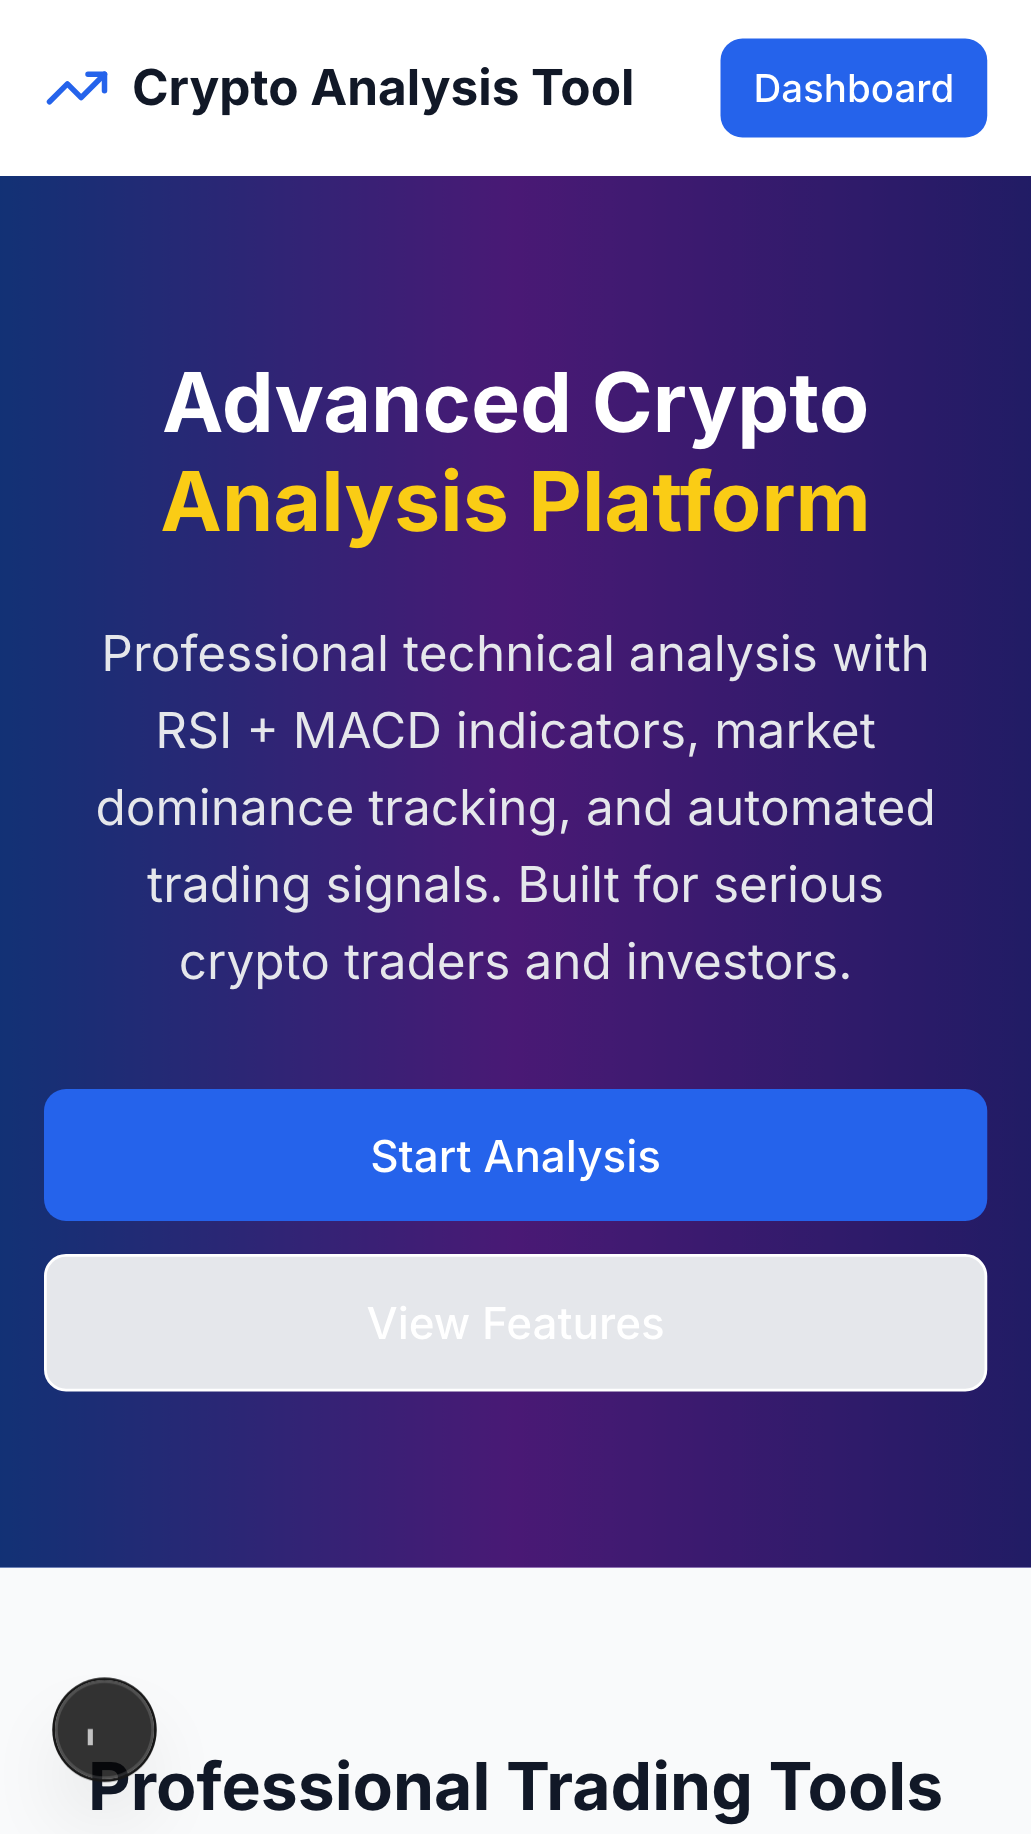 Crypto Analysis Tool
Dashboard
Advanced Crypto
Analysis Platform
Professional technical analysis with
RSI + MACD indicators, market
dominance tracking, and automated
trading signals. Built for serious
crypto traders and investors.
Start Analysis
View Features
Professional Trading Tools